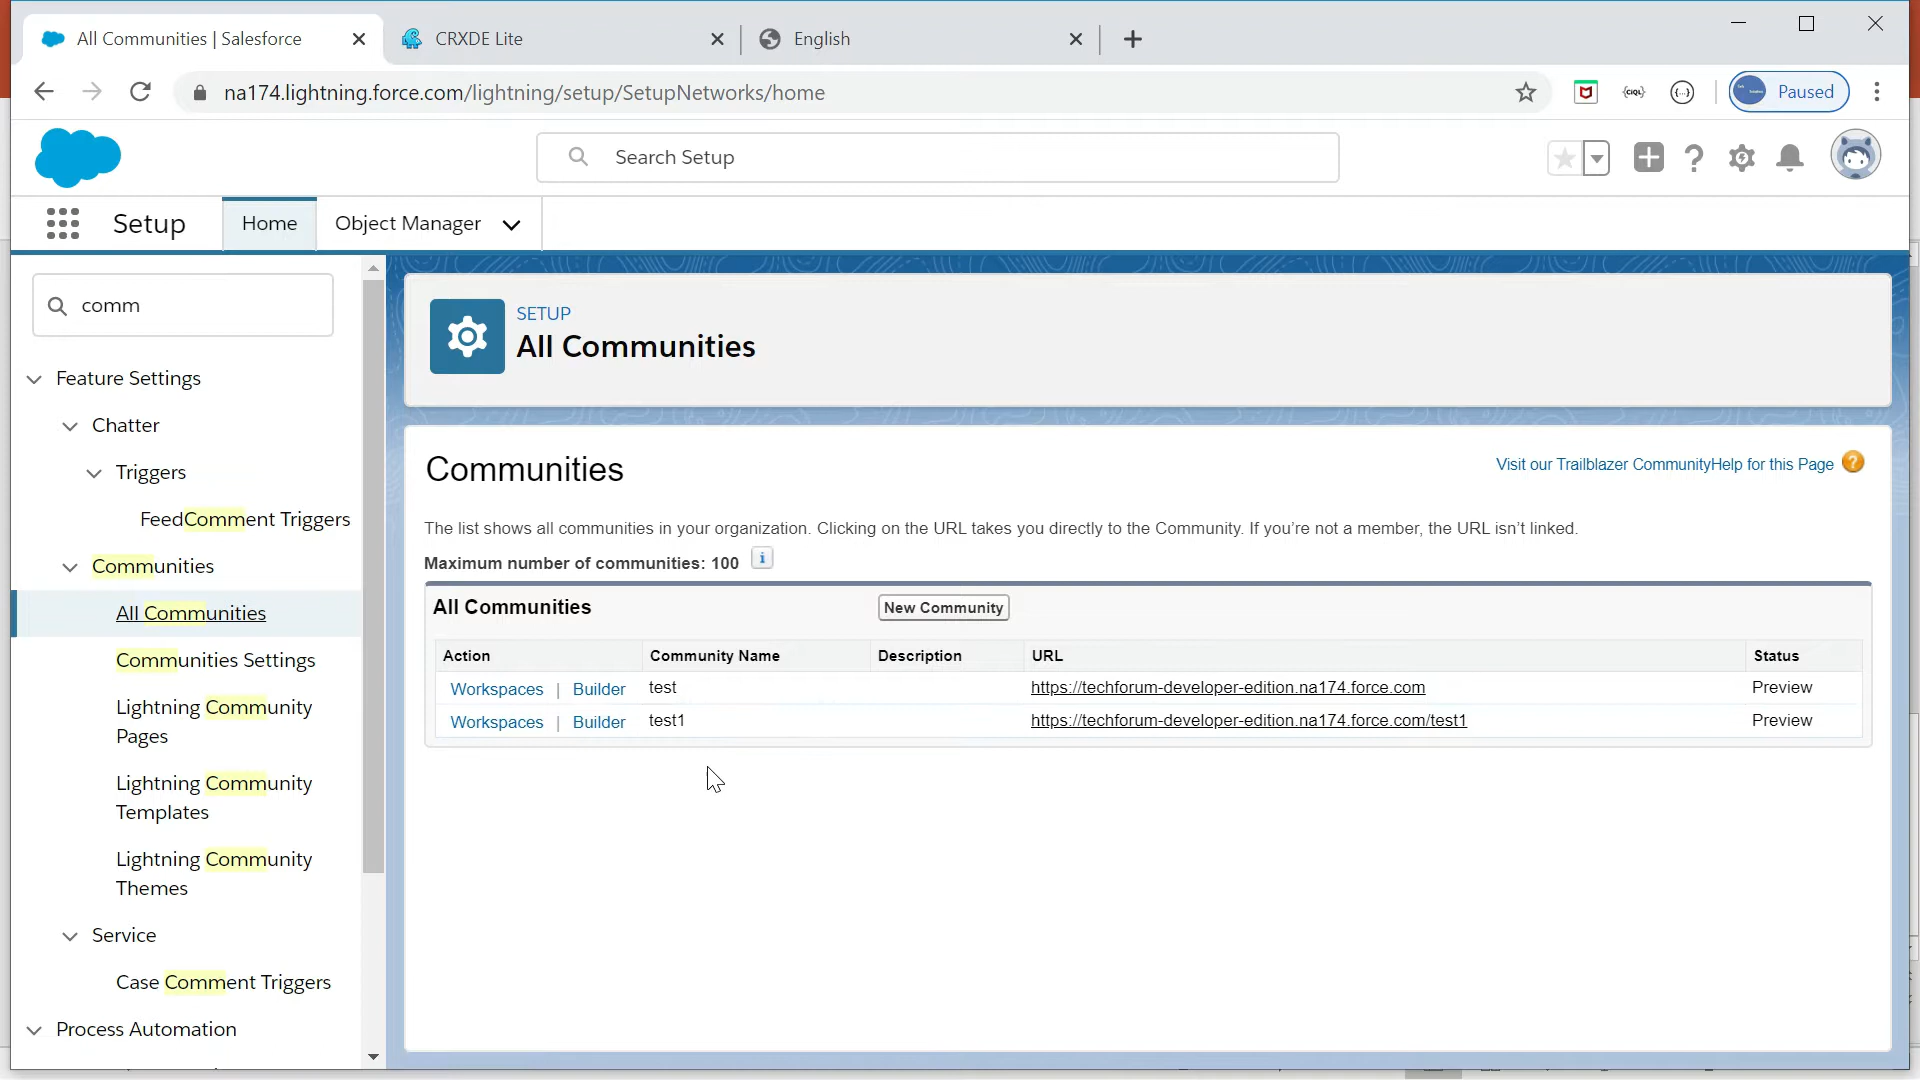 All Communities | Salesforce
CRXDE Lite
English
na174.lightning.force.com/lightning/setup/SetupNetworks/home
Paused
Search Setup
Setup
Home
Object Manager
comm
Feature Settings
Chatter
Triggers
FeedComment Triggers
Communities
All Communities
Communities Settings
Lightning Community
Pages
Lightning Community
Templates
Lightning Community
Themes
Service
Case Comment Triggers
Process Automation
SETUP
All Communities
Communities
Visit our Trailblazer CommunityHelp for this Page ?
The list shows all communities in your organization. Clicking on the URL takes you directly to the Community. If you're not a member, the URL isn't linked.
Maximum number of communities: 100 i
All Communities
New Community
Action Community Name Description URL Status
Workspaces | Builder test https://techforum-developer-edition.na174.force.com Preview
Workspaces | Builder test1 https://techforum-developer-edition.na174.force.com/test1 Preview